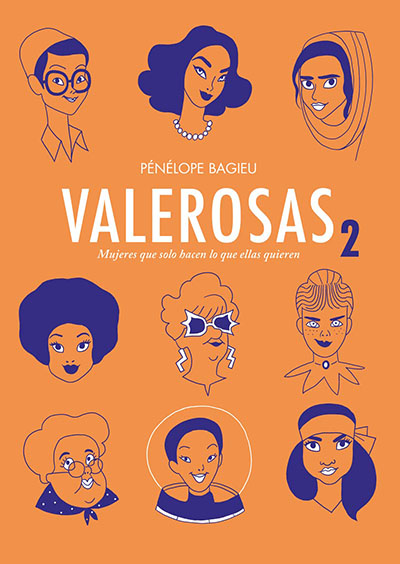 PÉNÉLOPE BAGIEU
VALEROSAS 2
Mujeres que solo hacen lo que ellas quieren